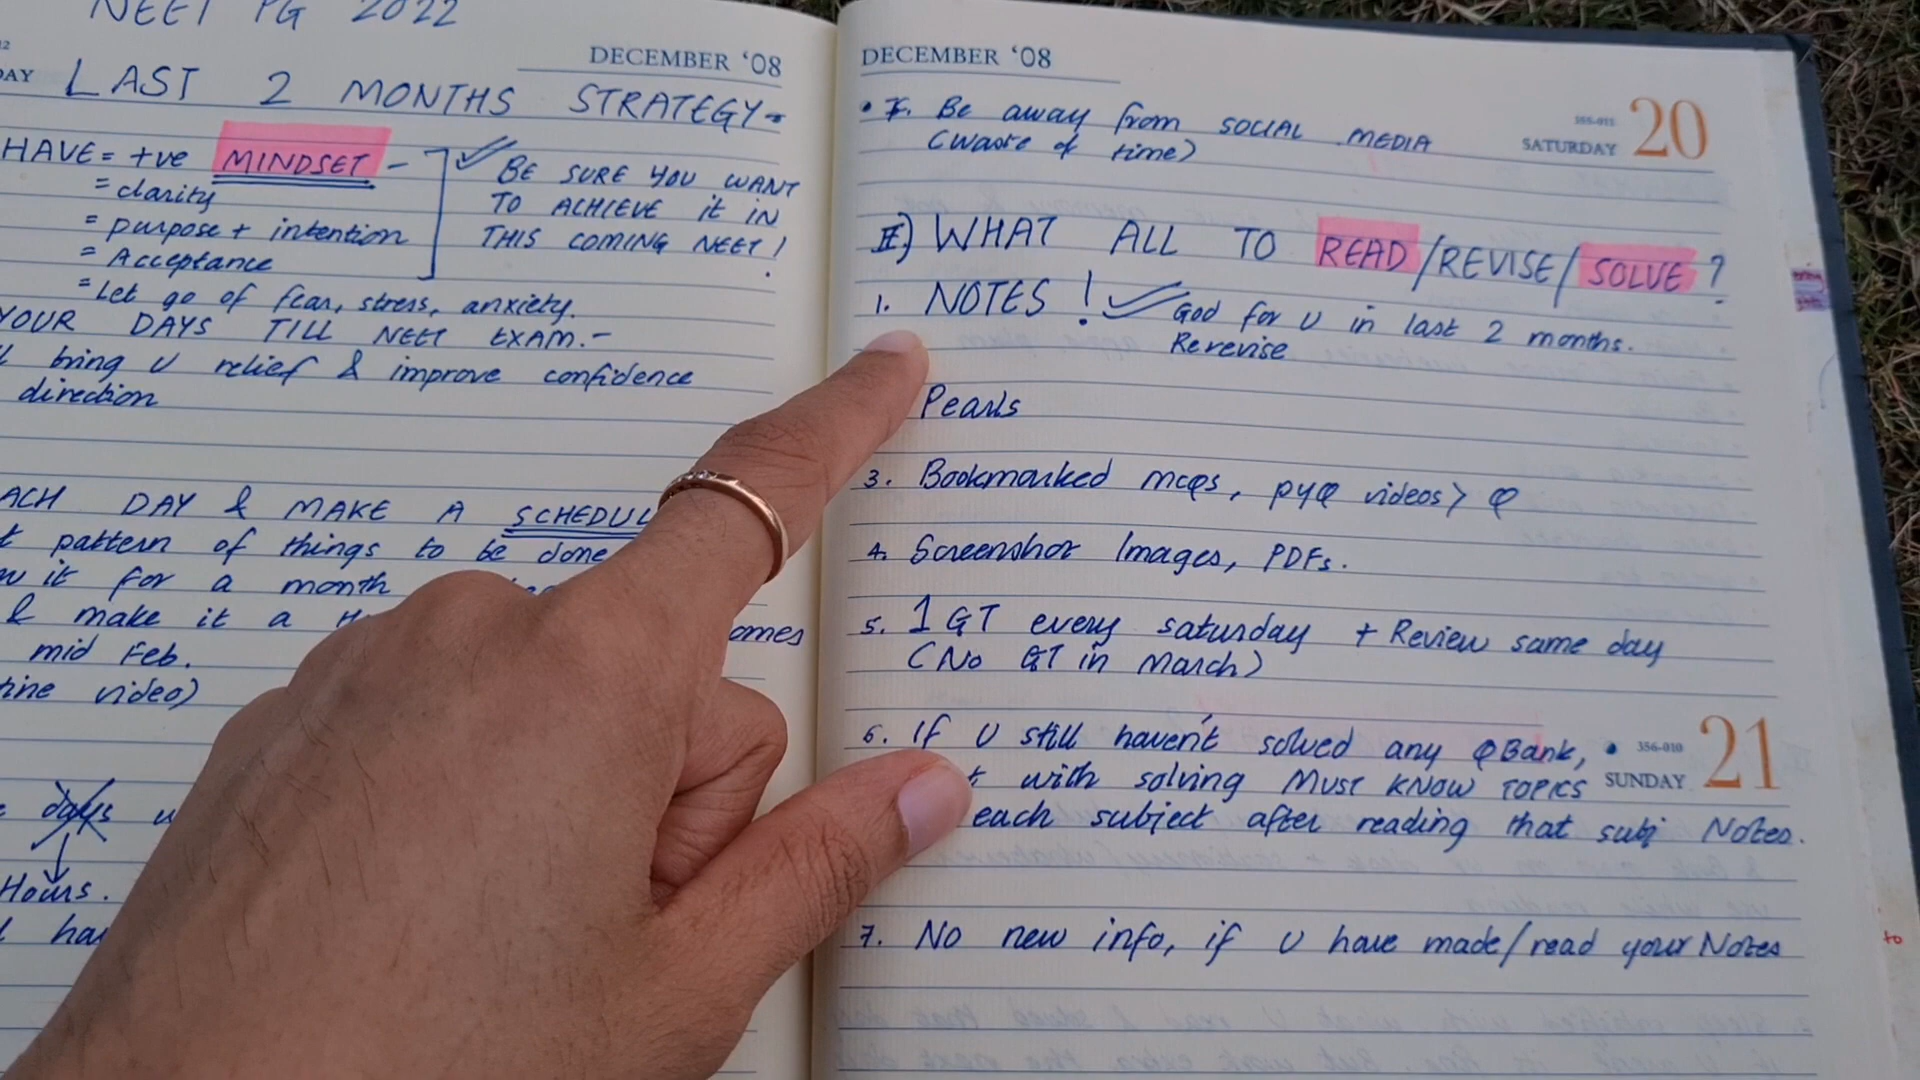 NEET PG 2022
DECEMBER '08
LAST 2 MONTHS STRATEGY-
HAVE = +ve MINDSET -
= clarity
= purpose + intention
= Acceptance
= Let go of fear, stress, anxiety.
BE SURE YOU WANT
TO ACHIEVE it IN
THIS COMING NEET!
YOUR DAYS TILL NEET EXAM.-
bring U relief & improve confidence
direction
DAY & MAKE A
pattern of things to be done
it for a month
& make it a
mid Feb.
video)
days
Hours.
DECEMBER '08
Be away from SOCIAL MEDIA
(waste of time)
355-011
SATURDAY 20
II.) WHAT ALL TO READ/REVISE/SOLVE?
1. NOTES! God for U in last 2 months.
Rerevise
Pearls
3. Bookmarked mcqs, pyq videos> Q
4. Screenshot Images, PDFs.
5. 1 GT every saturday + Review same day
(No GT in March)
6. If U still haven't solved any QBank,
356-010
SUNDAY 21
with solving MUST KNOW TOPICS
each subject after reading that subj Notes.
7. No new info, if U have made/read your Notes
to